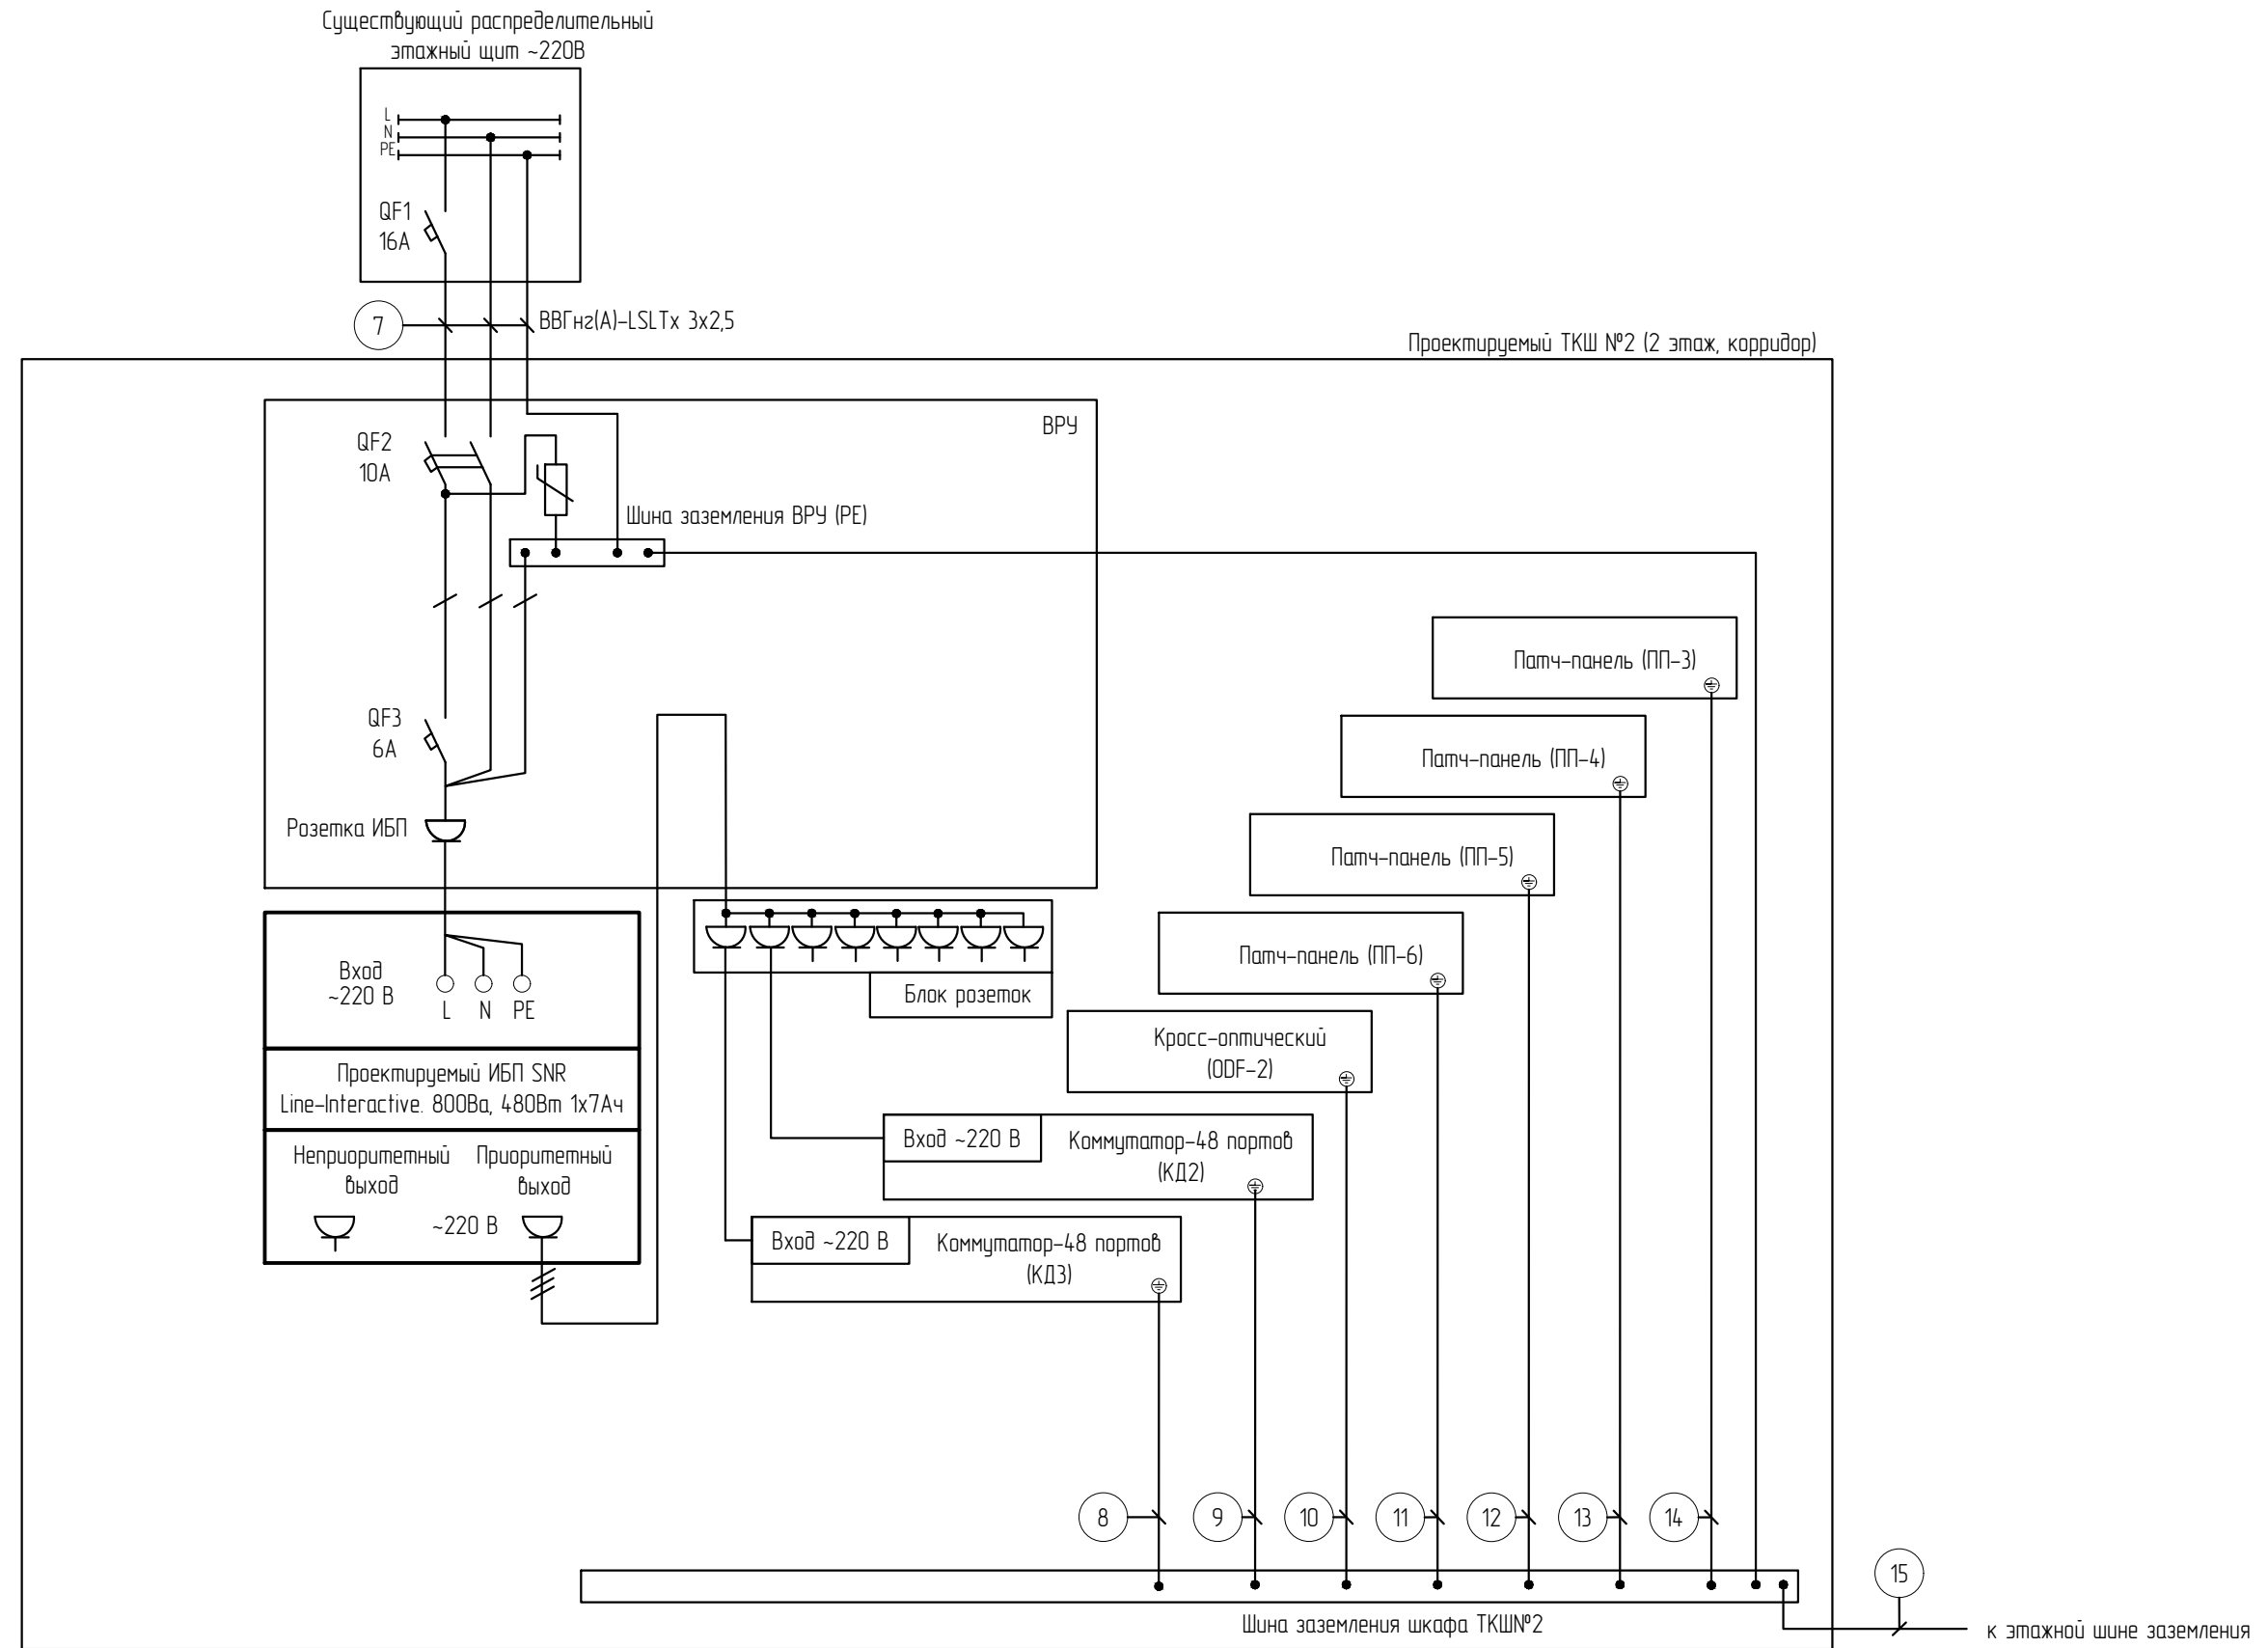 Существующий распределительный
этажный щит ~220В
L
N
PE
QF1
16А
7
ВВГнг(А)-LSLTx 3х2,5
Проектируемый ТКШ №2 (2 этаж, корридор)
ВРУ
QF2
10А
Шина заземления ВРУ (РЕ)
Патч-панель (ПП-3)
QF3
6А
Патч-панель (ПП-4)
Розетка ИБП
Патч-панель (ПП-5)
Патч-панель (ПП-6)
Вход
~220 В
L N PE
Блок розеток
Кросс-оптический
(ODF-2)
Проектируемый ИБП SNR
Line-Interactive. 800Ва, 480Вт 1х7Ач
Вход ~220 В
Коммутатор-48 портов
(КД2)
Неприоритетный
выход
Приоритетный
выход
~220 В
Вход ~220 В
Коммутатор-48 портов
(КД3)
8 9 10 11 12 13 14
15
Шина заземления шкафа ТКШ№2
к этажной шине заземления